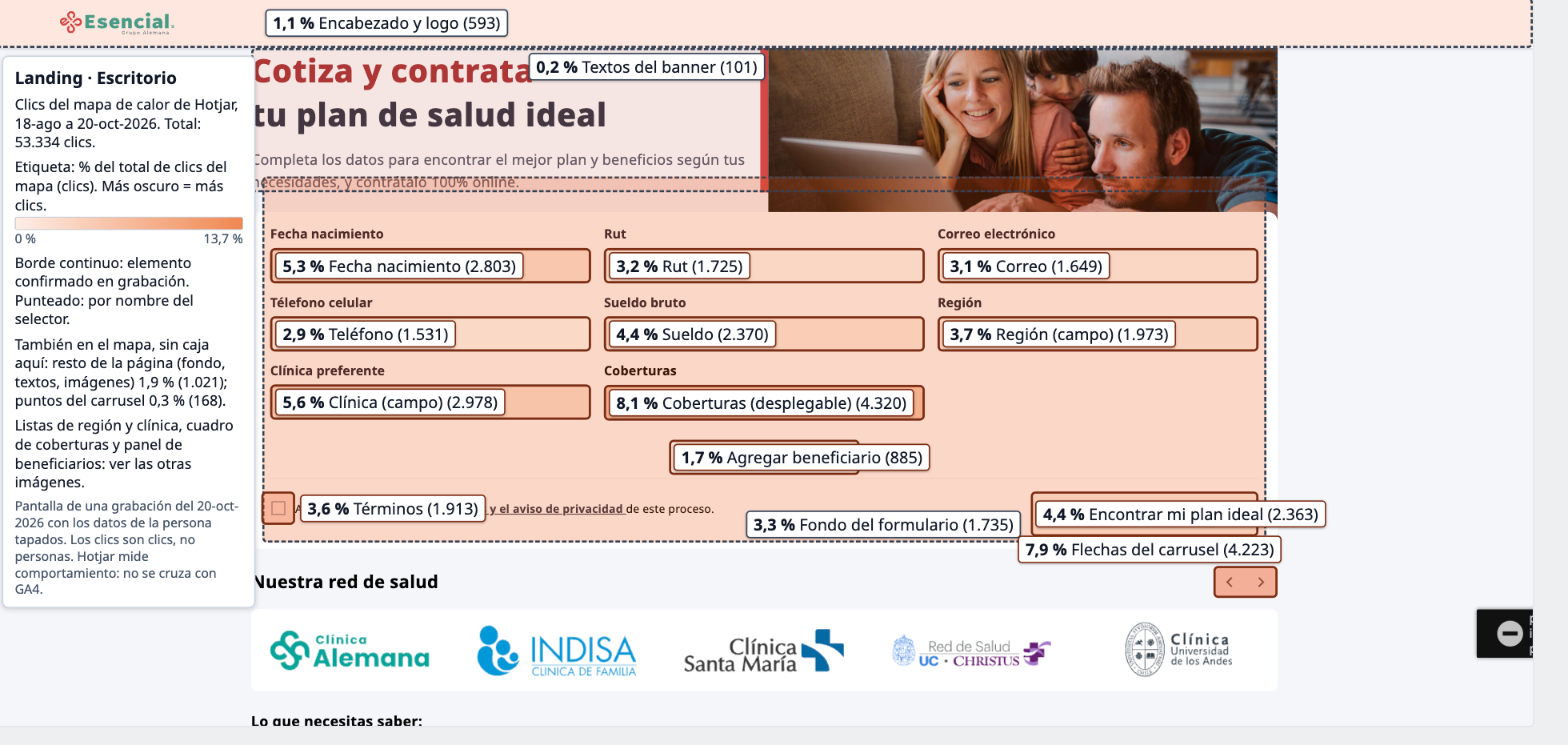 Esencial.
Grupo Alemana
1,1 % Encabezado y logo (593)
Landing · Escritorio
Clics del mapa de calor de Hotjar,
18-ago a 20-oct-2026. Total:
53.334 clics.
Etiqueta: % del total de clics del
mapa (clics). Más oscuro = más
clics.
0 % 13,7 %
Borde continuo: elemento
confirmado en grabación.
Punteado: por nombre del
selector.
También en el mapa, sin caja
aquí: resto de la página (fondo,
textos, imágenes) 1,9 % (1.021);
puntos del carrusel 0,3 % (168).
Listas de región y clínica, cuadro
de coberturas y panel de
beneficiarios: ver las otras
imágenes.
Pantalla de una grabación del 20-oct-
2026 con los datos de la persona
tapados. Los clics son clics, no
personas. Hotjar mide
comportamiento: no se cruza con
GA4.
Cotiza y contrata
0,2 % Textos del banner (101)
tu plan de salud ideal
Completa los datos para encontrar el mejor plan y beneficios según tus
necesidades, y contrátalo 100% online.
Fecha nacimiento Rut Correo electrónico
5,3 % Fecha nacimiento (2.803) 3,2 % Rut (1.725) 3,1 % Correo (1.649)
Télefono celular Sueldo bruto Región
2,9 % Teléfono (1.531) 4,4 % Sueldo (2.370) 3,7 % Región (campo) (1.973)
Clínica preferente Coberturas
5,6 % Clínica (campo) (2.978) 8,1 % Coberturas (desplegable) (4.320)
1,7 % Agregar beneficiario (885)
3,6 % Términos (1.913) y el aviso de privacidad de este proceso.
3,3 % Fondo del formulario (1.735) 4,4 % Encontrar mi plan ideal (2.363)
7,9 % Flechas del carrusel (4.223)
Nuestra red de salud
Clínica Alemana
INDISA
CLÍNICA DE FAMILIA
Clínica
Santa María
Red de Salud
UC · CHRISTUS
Clínica
Universidad
de los Andes
Lo que necesitas saber: